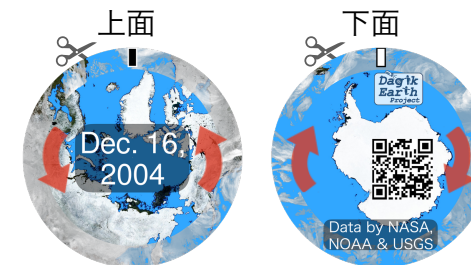 上面
下面
Dagik
Earth
Project
Dec. 16,
2004
Data by NASA,
NOAA & USGS